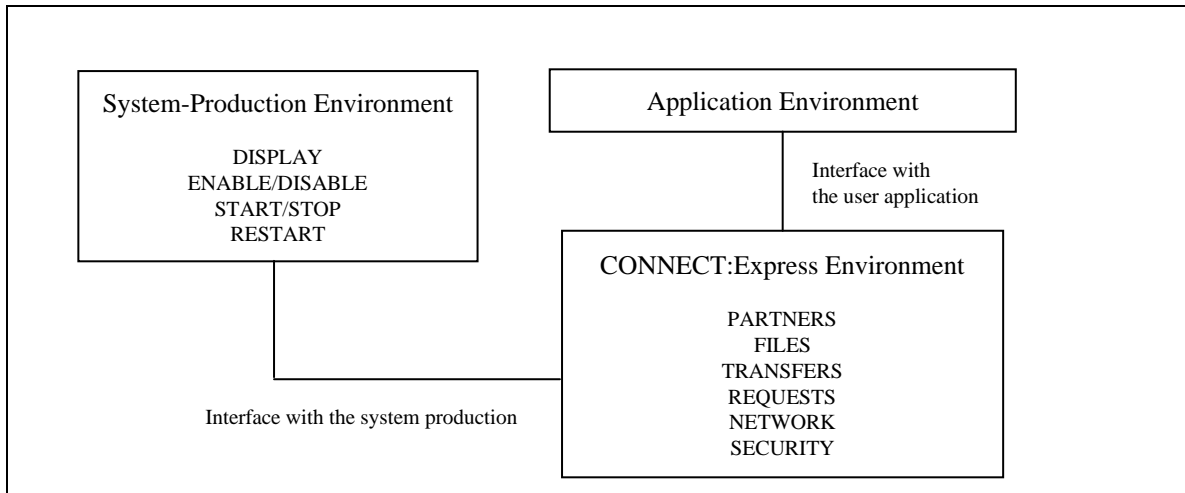 System-Production Environment
DISPLAY
ENABLE/DISABLE
START/STOP
RESTART
Application Environment
Interface with
the user application
CONNECT:Express Environment
PARTNERS
FILES
TRANSFERS
REQUESTS
NETWORK
SECURITY
Interface with the system production